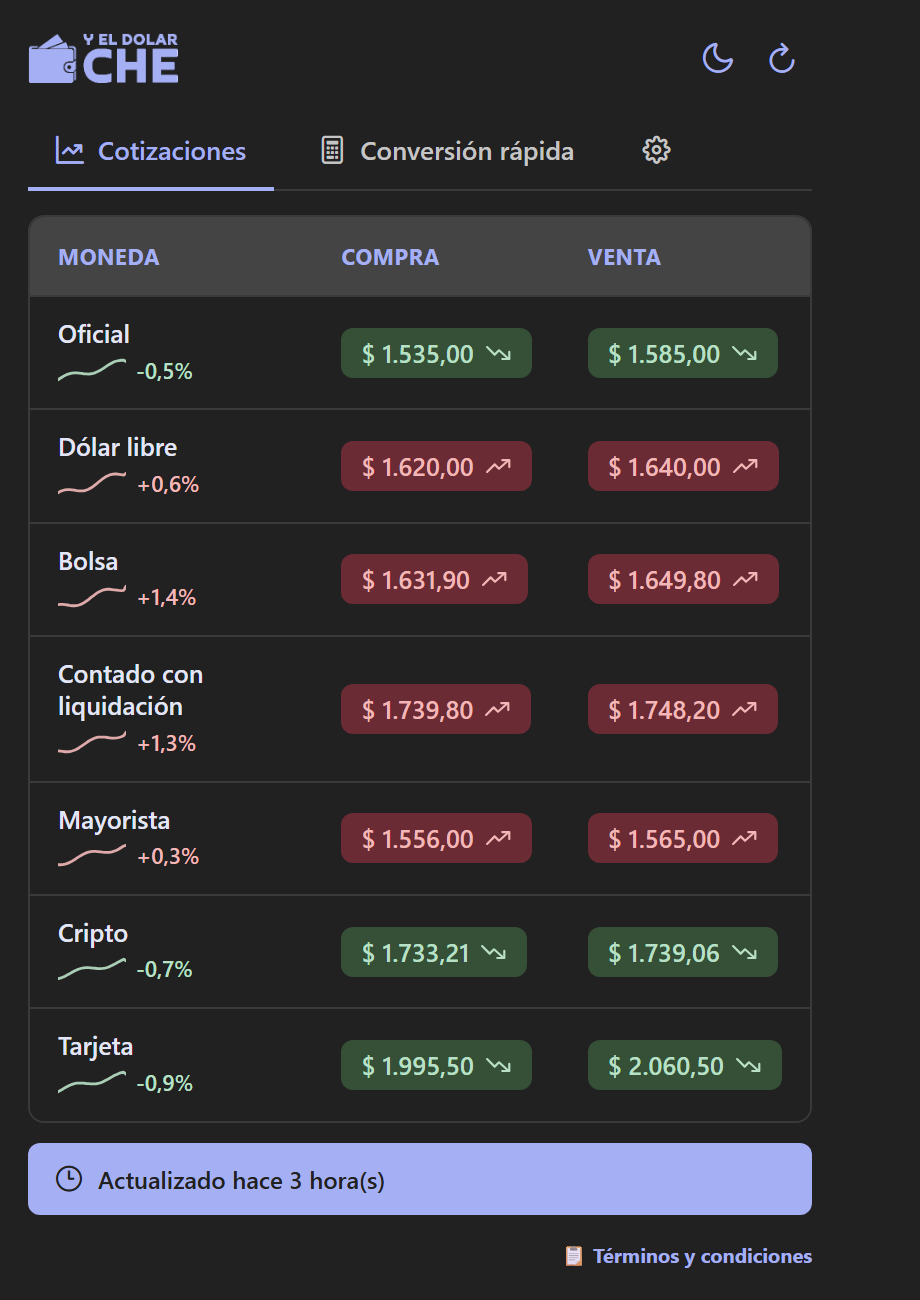 Y EL DOLAR
CHE
Cotizaciones
Conversión rápida
MONEDA COMPRA VENTA
Oficial
-0,5%
$ 1.535,00
$ 1.585,00
Dólar libre
+0,6%
$ 1.620,00
$ 1.640,00
Bolsa
+1,4%
$ 1.631,90
$ 1.649,80
Contado con
liquidación
+1,3%
$ 1.739,80
$ 1.748,20
Mayorista
+0,3%
$ 1.556,00
$ 1.565,00
Cripto
-0,7%
$ 1.733,21
$ 1.739,06
Tarjeta
-0,9%
$ 1.995,50
$ 2.060,50
Actualizado hace 3 hora(s)
Términos y condiciones